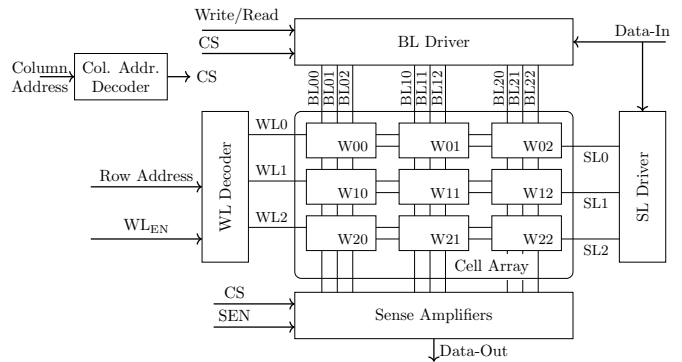 Write/Read
CS
BL Driver
Data-In
Column
Address
Col. Addr.
Decoder
CS
BL00
BL01
BL02
BL10
BL11
BL12
BL20
BL21
BL22
WL Decoder
WL0
WL1
WL2
W00
W01
W02
W10
W11
W12
W20
W21
W22
SL0
SL1
SL2
SL Driver
Row Address
WLEN
Cell Array
CS
SEN
Sense Amplifiers
Data-Out